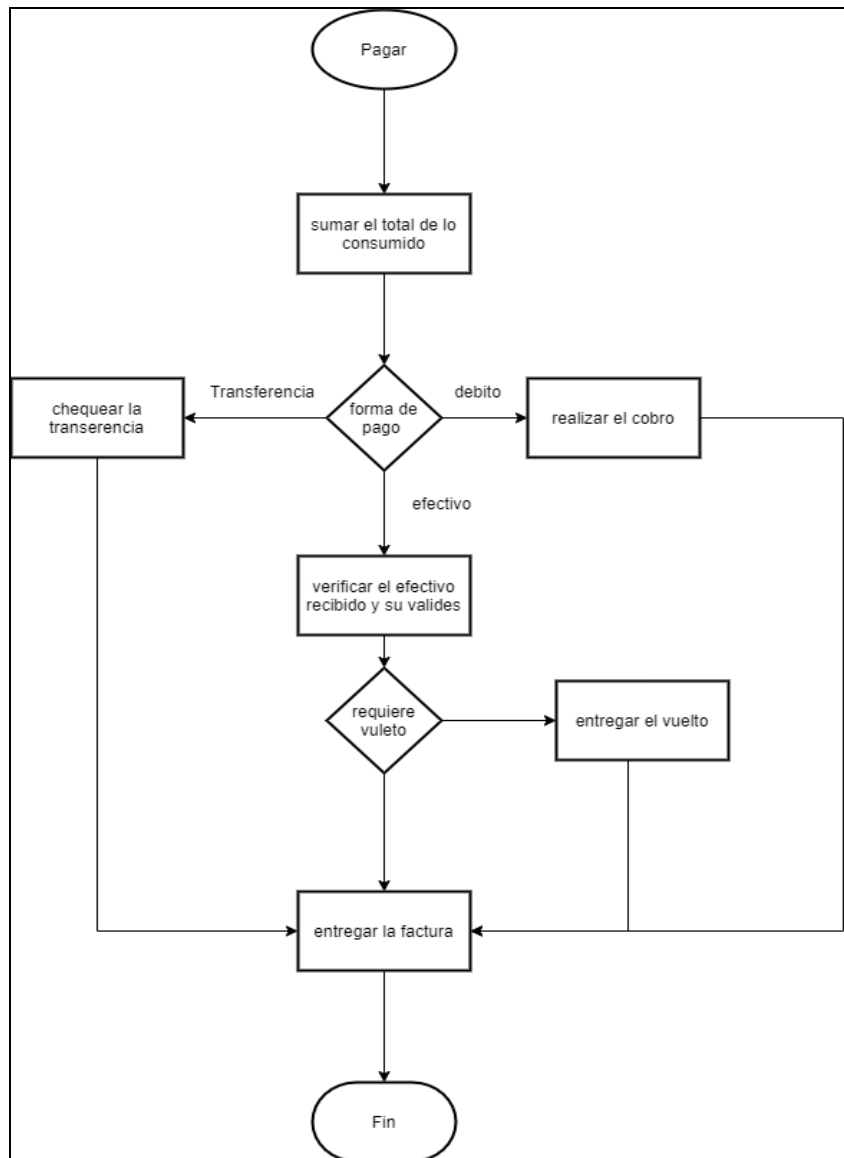 Pagar
sumar el total de lo
consumido
Transferencia
debito
chequear la
transerencia
forma de
pago
realizar el cobro
efectivo
verificar el efectivo
recibido y su valides
requiere
vuleto
entregar el vuelto
entregar la factura
Fin